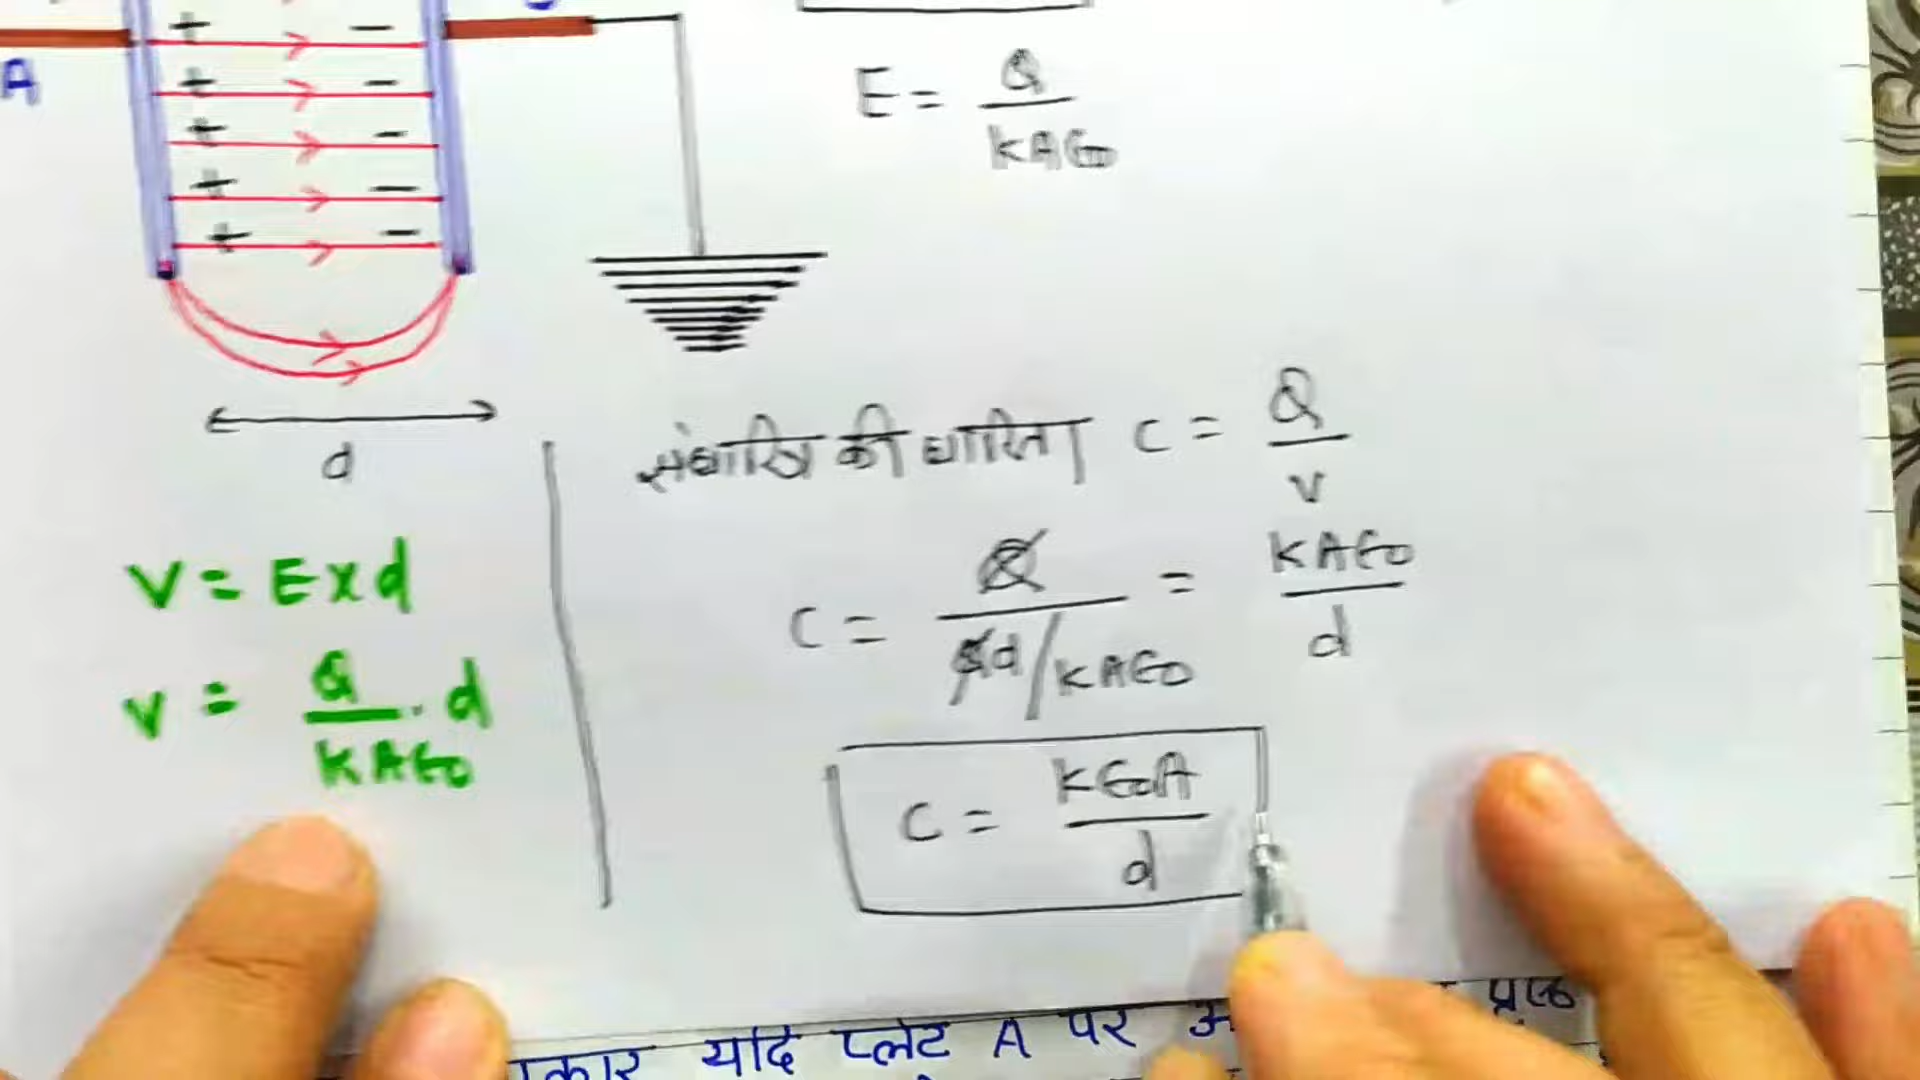 + -
A + -
+ -
+ -
+ -
E = Q / KAϵ0
d
संधारित्र की धारिता C = Q / V
V = E x d
C = Q / Qd/KAϵ0 = KAϵ0 / d
V = Q / KAϵ0 . d
C = Kϵ0A / d
यदि प्लेट A पर